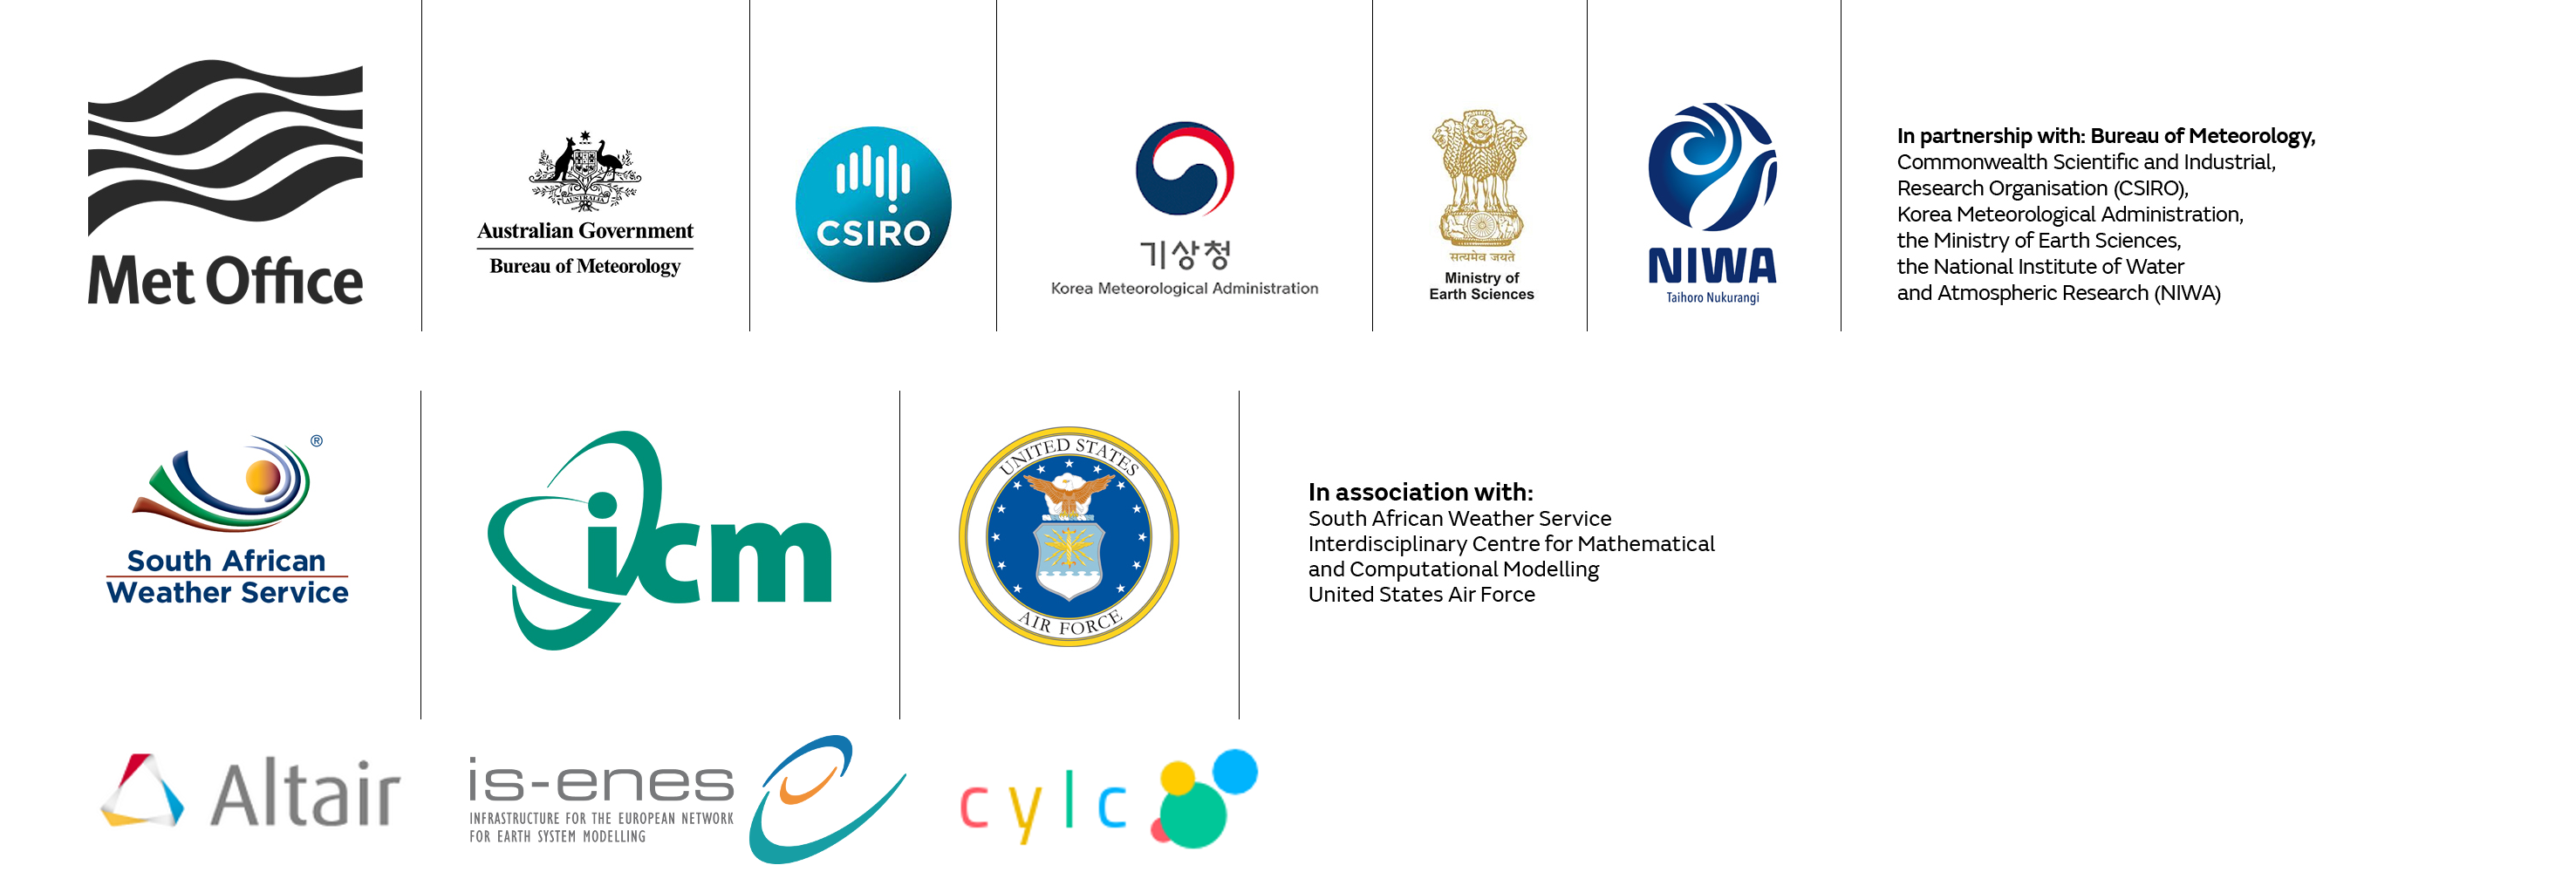 Met Office
AUSTRALIA
Australian Government
Bureau of Meteorology
CSIRO
기상청
Korea Meteorological Administration
सत्यमेव जयते
Ministry of
Earth Sciences
NIWA
Taihoro Nukurangi
In partnership with: Bureau of Meteorology,
Commonwealth Scientific and Industrial,
Research Organisation (CSIRO),
Korea Meteorological Administration,
the Ministry of Earth Sciences,
the National Institute of Water
and Atmospheric Research (NIWA)
®
South African
Weather Service
icm
UNITED STATES
AIR FORCE
In association with:
South African Weather Service
Interdisciplinary Centre for Mathematical
and Computational Modelling
United States Air Force
Altair
is-enes
INFRASTRUCTURE FOR THE EUROPEAN NETWORK
FOR EARTH SYSTEM MODELLING
cylc